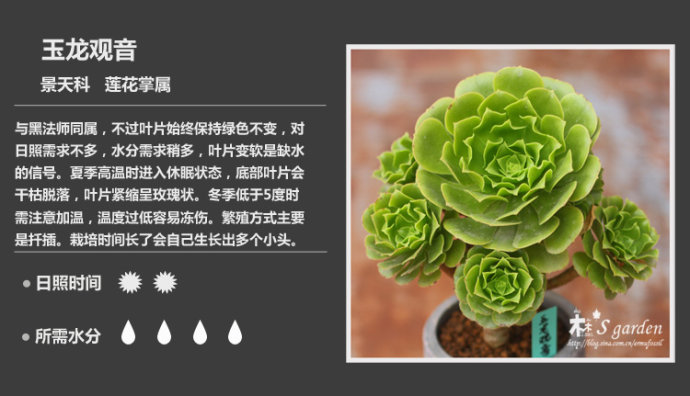 玉龙观音
景天科 莲花掌属
与黑法师同属，不过叶片始终保持绿色不变，对
日照需求不多，水分需求稍多，叶片变软是缺水
的信号。夏季高温时进入休眠状态，底部叶片会
干枯脱落，叶片紧缩呈玫瑰状。冬季低于5度时
需注意加温，温度过低容易冻伤。繁殖方式主要
是扦插。栽培时间长了会自己生长出多个小头。
日照时间
所需水分
玉龙观音
's garden
http://blog.sina.com.cn/ermufossil